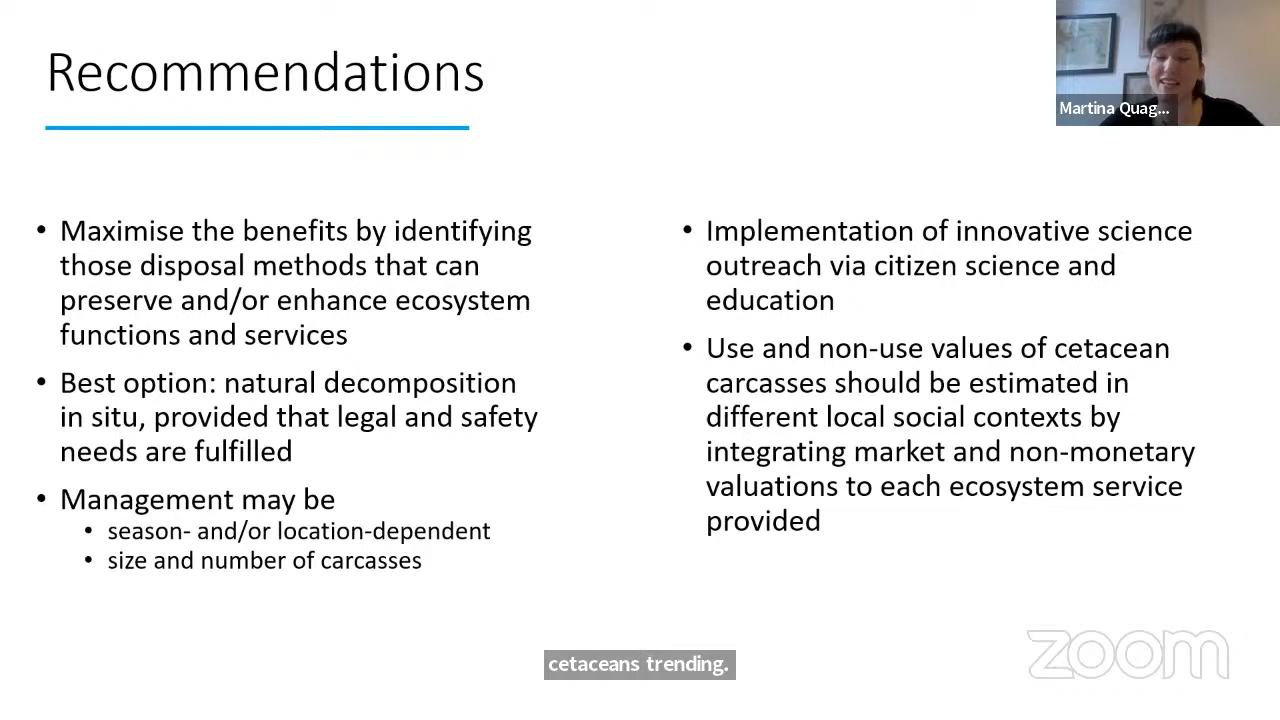 Recommendations
Martina Quag...
• Maximise the benefits by identifying
those disposal methods that can
preserve and/or enhance ecosystem
functions and services
• Best option: natural decomposition
in situ, provided that legal and safety
needs are fulfilled
• Management may be
• season- and/or location-dependent
• size and number of carcasses
• Implementation of innovative science
outreach via citizen science and
education
• Use and non-use values of cetacean
carcasses should be estimated in
different local social contexts by
integrating market and non-monetary
valuations to each ecosystem service
provided
cetaceans trending.
zoom